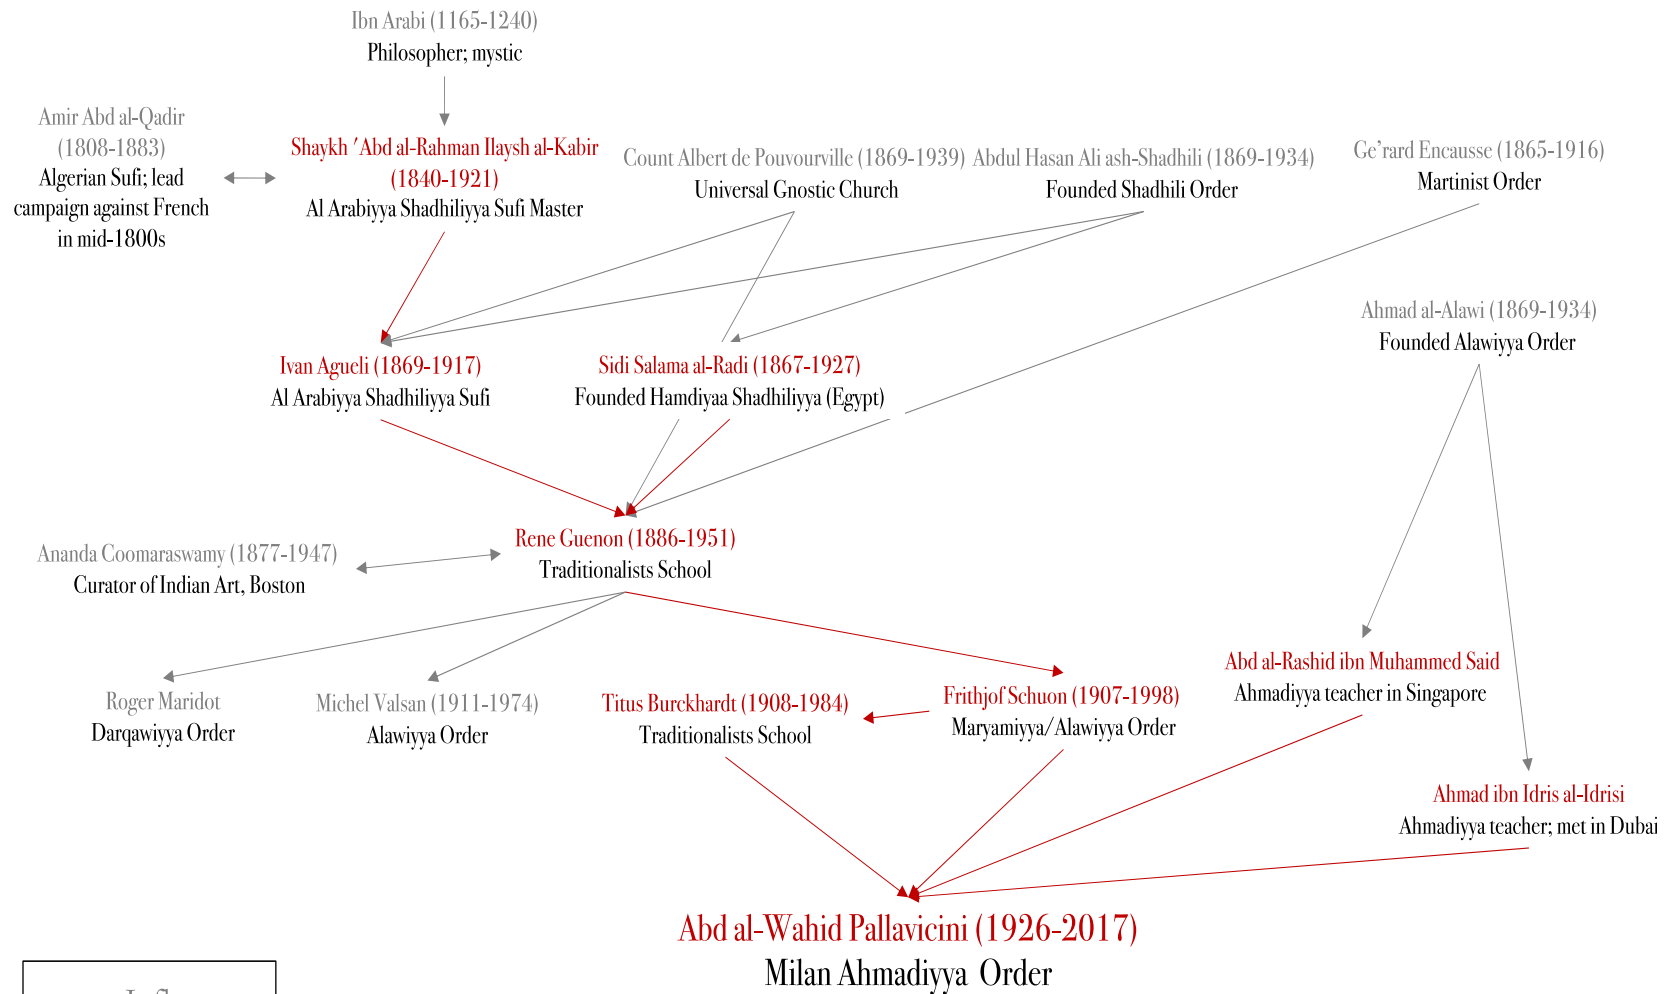 Ibn Arabi (1165-1240)
Philosopher; mystic
Amir Abd al-Qadir
(1808-1883)
Algerian Sufi; lead
campaign against French
in mid-1800s
Shaykh 'Abd al-Rahman Ilaysh al-Kabir
(1840-1921)
Al Arabiyya Shadhiliyya Sufi Master
Count Albert de Pouvourville (1869-1939)
Universal Gnostic Church
Abdul Hasan Ali ash-Shadhili (1869-1934)
Founded Shadhili Order
Ge'rard Encausse (1865-1916)
Martinist Order
Ahmad al-Alawi (1869-1934)
Founded Alawiyya Order
Ivan Agueli (1869-1917)
Al Arabiyya Shadhiliyya Sufi
Sidi Salama al-Radi (1867-1927)
Founded Hamdiyaa Shadhiliyya (Egypt)
Rene Guenon (1886-1951)
Traditionalists School
Ananda Coomaraswamy (1877-1947)
Curator of Indian Art, Boston
Roger Maridot
Darqawiyya Order
Michel Valsan (1911-1974)
Alawiyya Order
Titus Burckhardt (1908-1984)
Traditionalists School
Frithjof Schuon (1907-1998)
Maryamiyya/Alawiyya Order
Abd al-Rashid ibn Muhammed Said
Ahmadiyya teacher in Singapore
Ahmad ibn Idris al-Idrisi
Ahmadiyya teacher; met in Dubai
Abd al-Wahid Pallavicini (1926-2017)
Milan Ahmadiyya Order